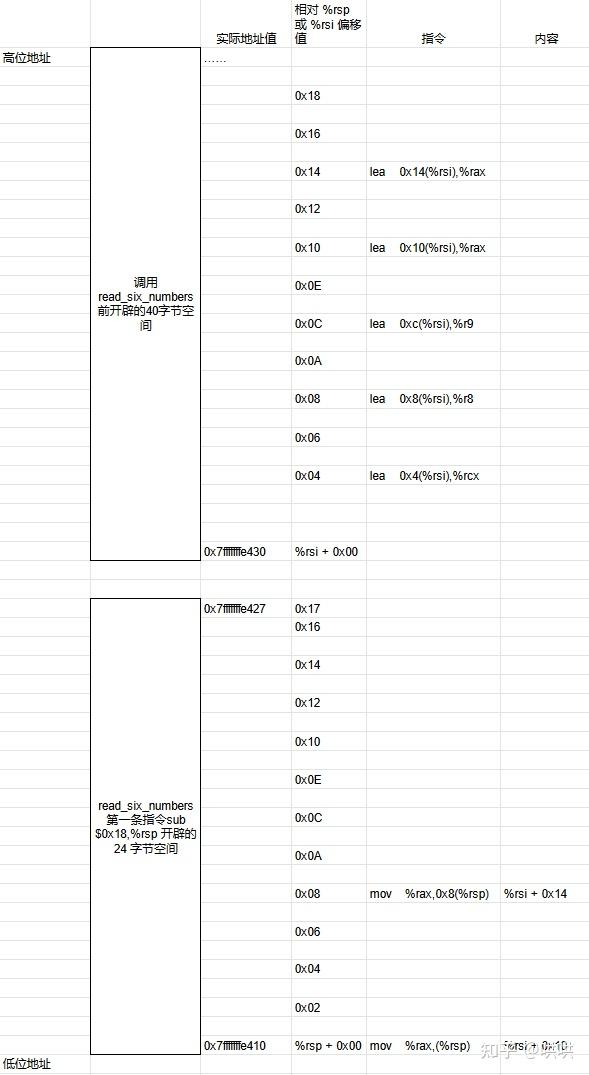 相对 %rsp
或 %rsi 偏移
实际地址值 值 指令 内容
高位地址 ……
0x18
0x16
0x14 lea 0x14(%rsi),%rax
0x12
0x10 lea 0x10(%rsi),%rax
调用
read_six_numbers
前开辟的40字节空
间
0x0E
0x0C lea 0xc(%rsi),%r9
0x0A
0x08 lea 0x8(%rsi),%r8
0x06
0x04 lea 0x4(%rsi),%rcx
0x7fffffffe430 %rsi + 0x00
0x7fffffffe427 0x17
0x16
0x14
0x12
0x10
0x0E
read_six_numbers
第一条指令sub
$0x18,%rsp 开辟的
24 字节空间
0x0C
0x0A
0x08 mov %rax,0x8(%rsp) %rsi + 0x14
0x06
0x04
0x02
0x7fffffffe410 %rsp + 0x00 mov %rax,(%rsp) %rsi + 0x10
低位地址
知乎 @哄哄